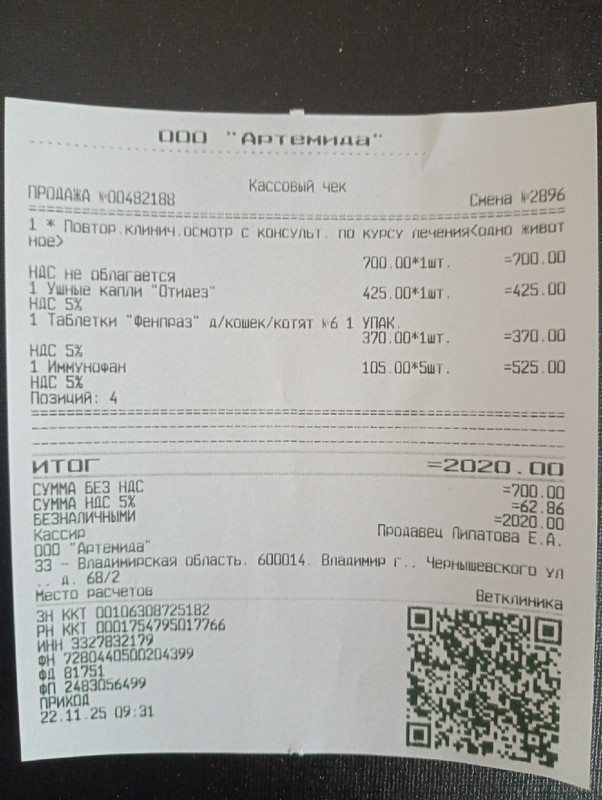 ООО "Артемида"
Кассовый чек
ПРОДАЖА №00482188 Смена №2896
1 * Повтор.клинич.осмотр с консульт. по курсу лечения<одно живот
ное>
700.00*1шт. =700.00
НДС не облагается
1 Ушные капли "Отидез" 425.00*1шт. =425.00
НДС 5%
1 Таблетки "Фенпраз" д/кошек/котят №6 1 УПАК.
370.00*1шт. =370.00
НДС 5%
1 Иммунофан 105.00*5шт. =525.00
НДС 5%
Позиций: 4
ИТОГ =2020.00
СУММА БЕЗ НДС =700.00
СУММА НДС 5% =62.86
БЕЗНАЛИЧНЫМИ =2020.00
Кассир Продавец Липатова Е.А.
ООО "Артемида"
33 - Владимирская область, 600014, Владимир г., Чернышевского ул
., д. 68/2
Место расчетов Ветклиника
ЗН ККТ 00106308725182
РН ККТ 0001754795017766
ИНН 3327832179
ФН 7280440500204399
ФД 81751
ФП 2483056499
ПРИХОД
22.11.25 09:31